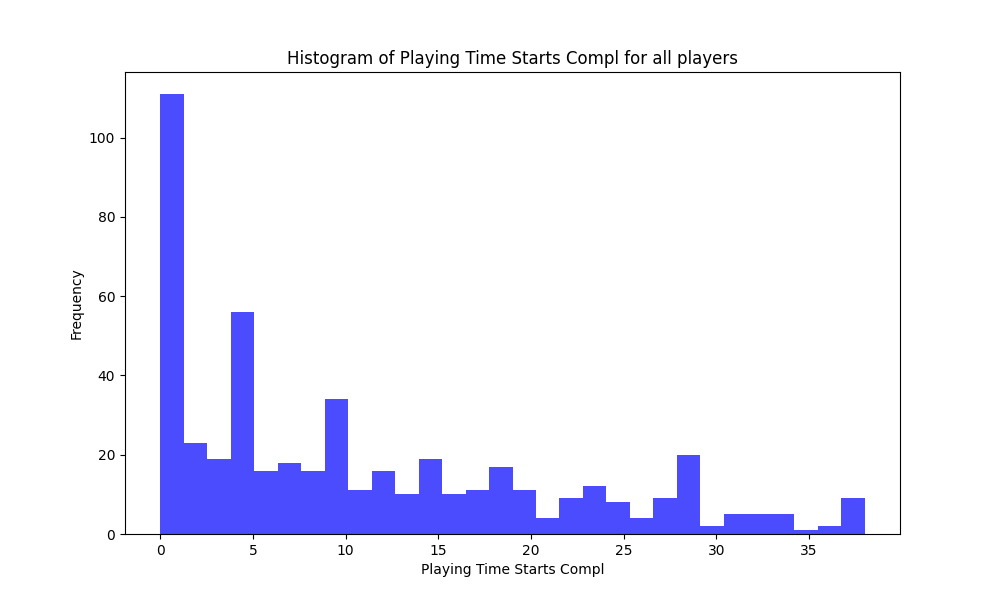 Histogram of Playing Time Starts Compl for all players
100
80
60
40
20
0
Frequency
0 5 10 15 20 25 30 35
Playing Time Starts Compl